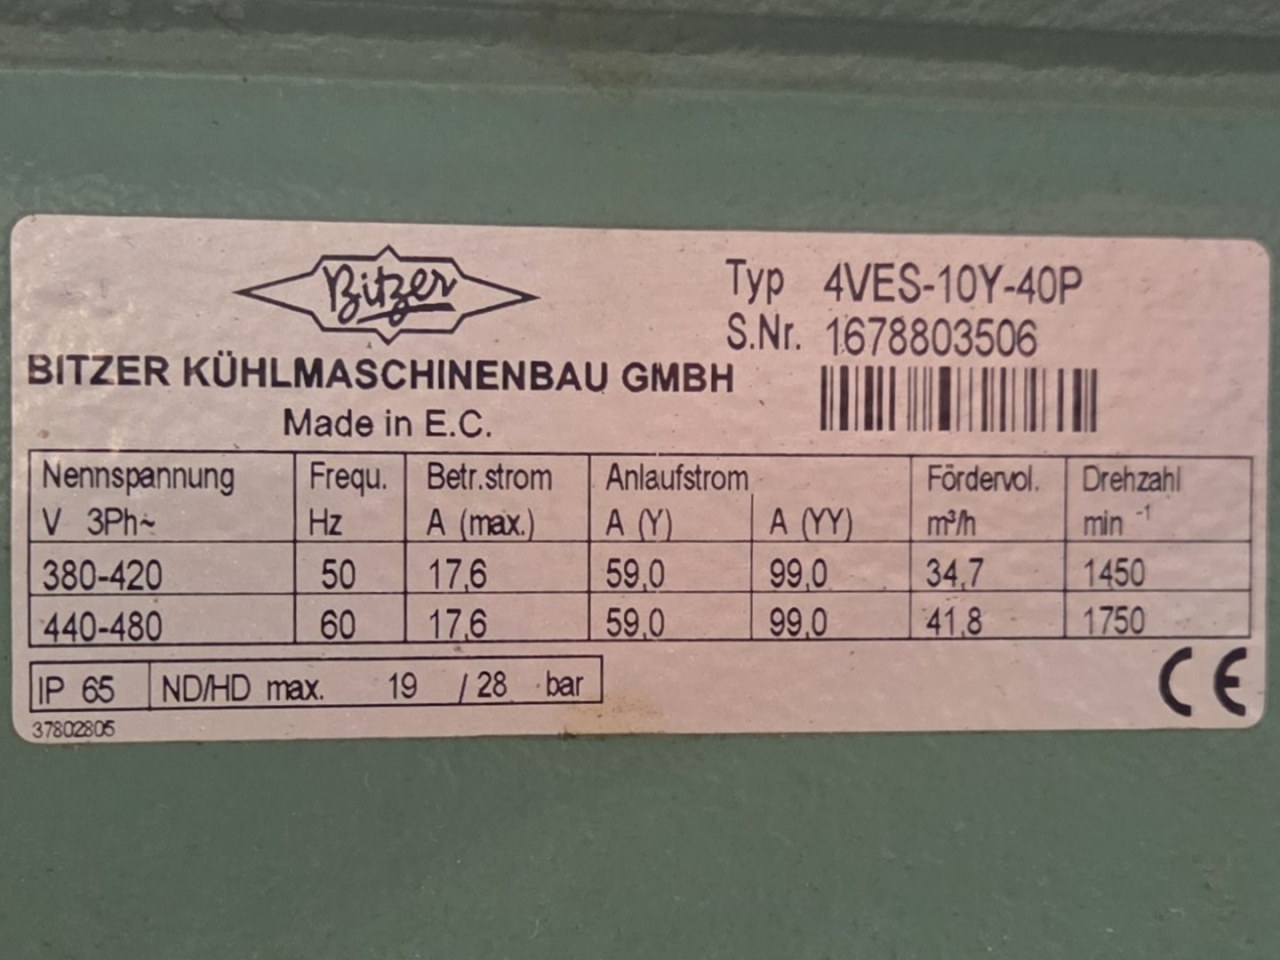 Bitzer
BITZER KÜHLMASCHINENBAU GMBH
Made in E.C.
Typ 4VES-10Y-40P
S.Nr. 1678803506
Nennspannung Frequ. Betr.strom Anlaufstrom Fördervol. Drehzahl
V 3Ph~ Hz A (max.) A (Y) A (YY) m³/h min -1
380-420 50 17,6 59,0 99,0 34,7 1450
440-480 60 17,6 59,0 99,0 41,8 1750
IP 65 ND/HD max. 19 / 28 bar
CE
37802805